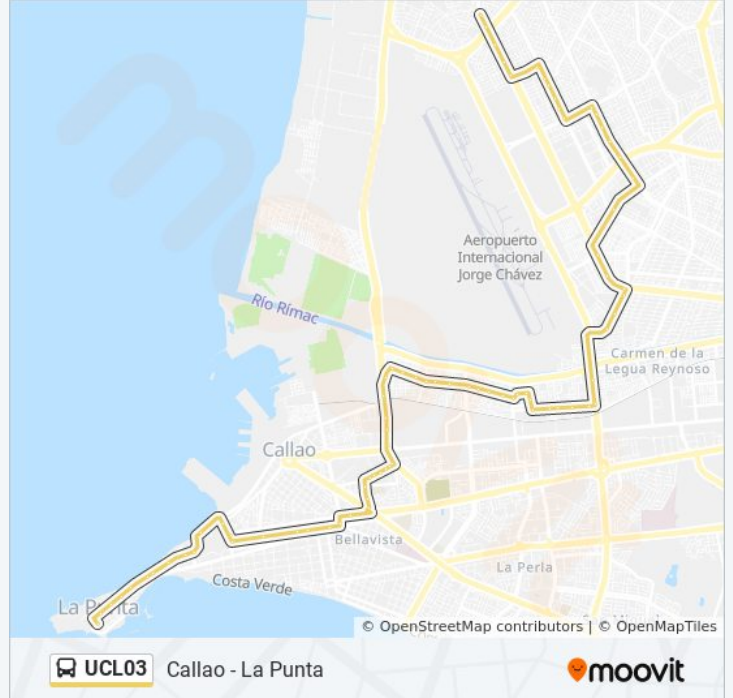 Aeropuerto
Internacional
Jorge Chávez
Río Rímac
Carmen de la
Legua Reynoso
Callao
Bellavista
La Perla
Costa Verde
La Punta
© OpenStreetMap contributors | © OpenMapTiles
UCL03 Callao - La Punta
moovit